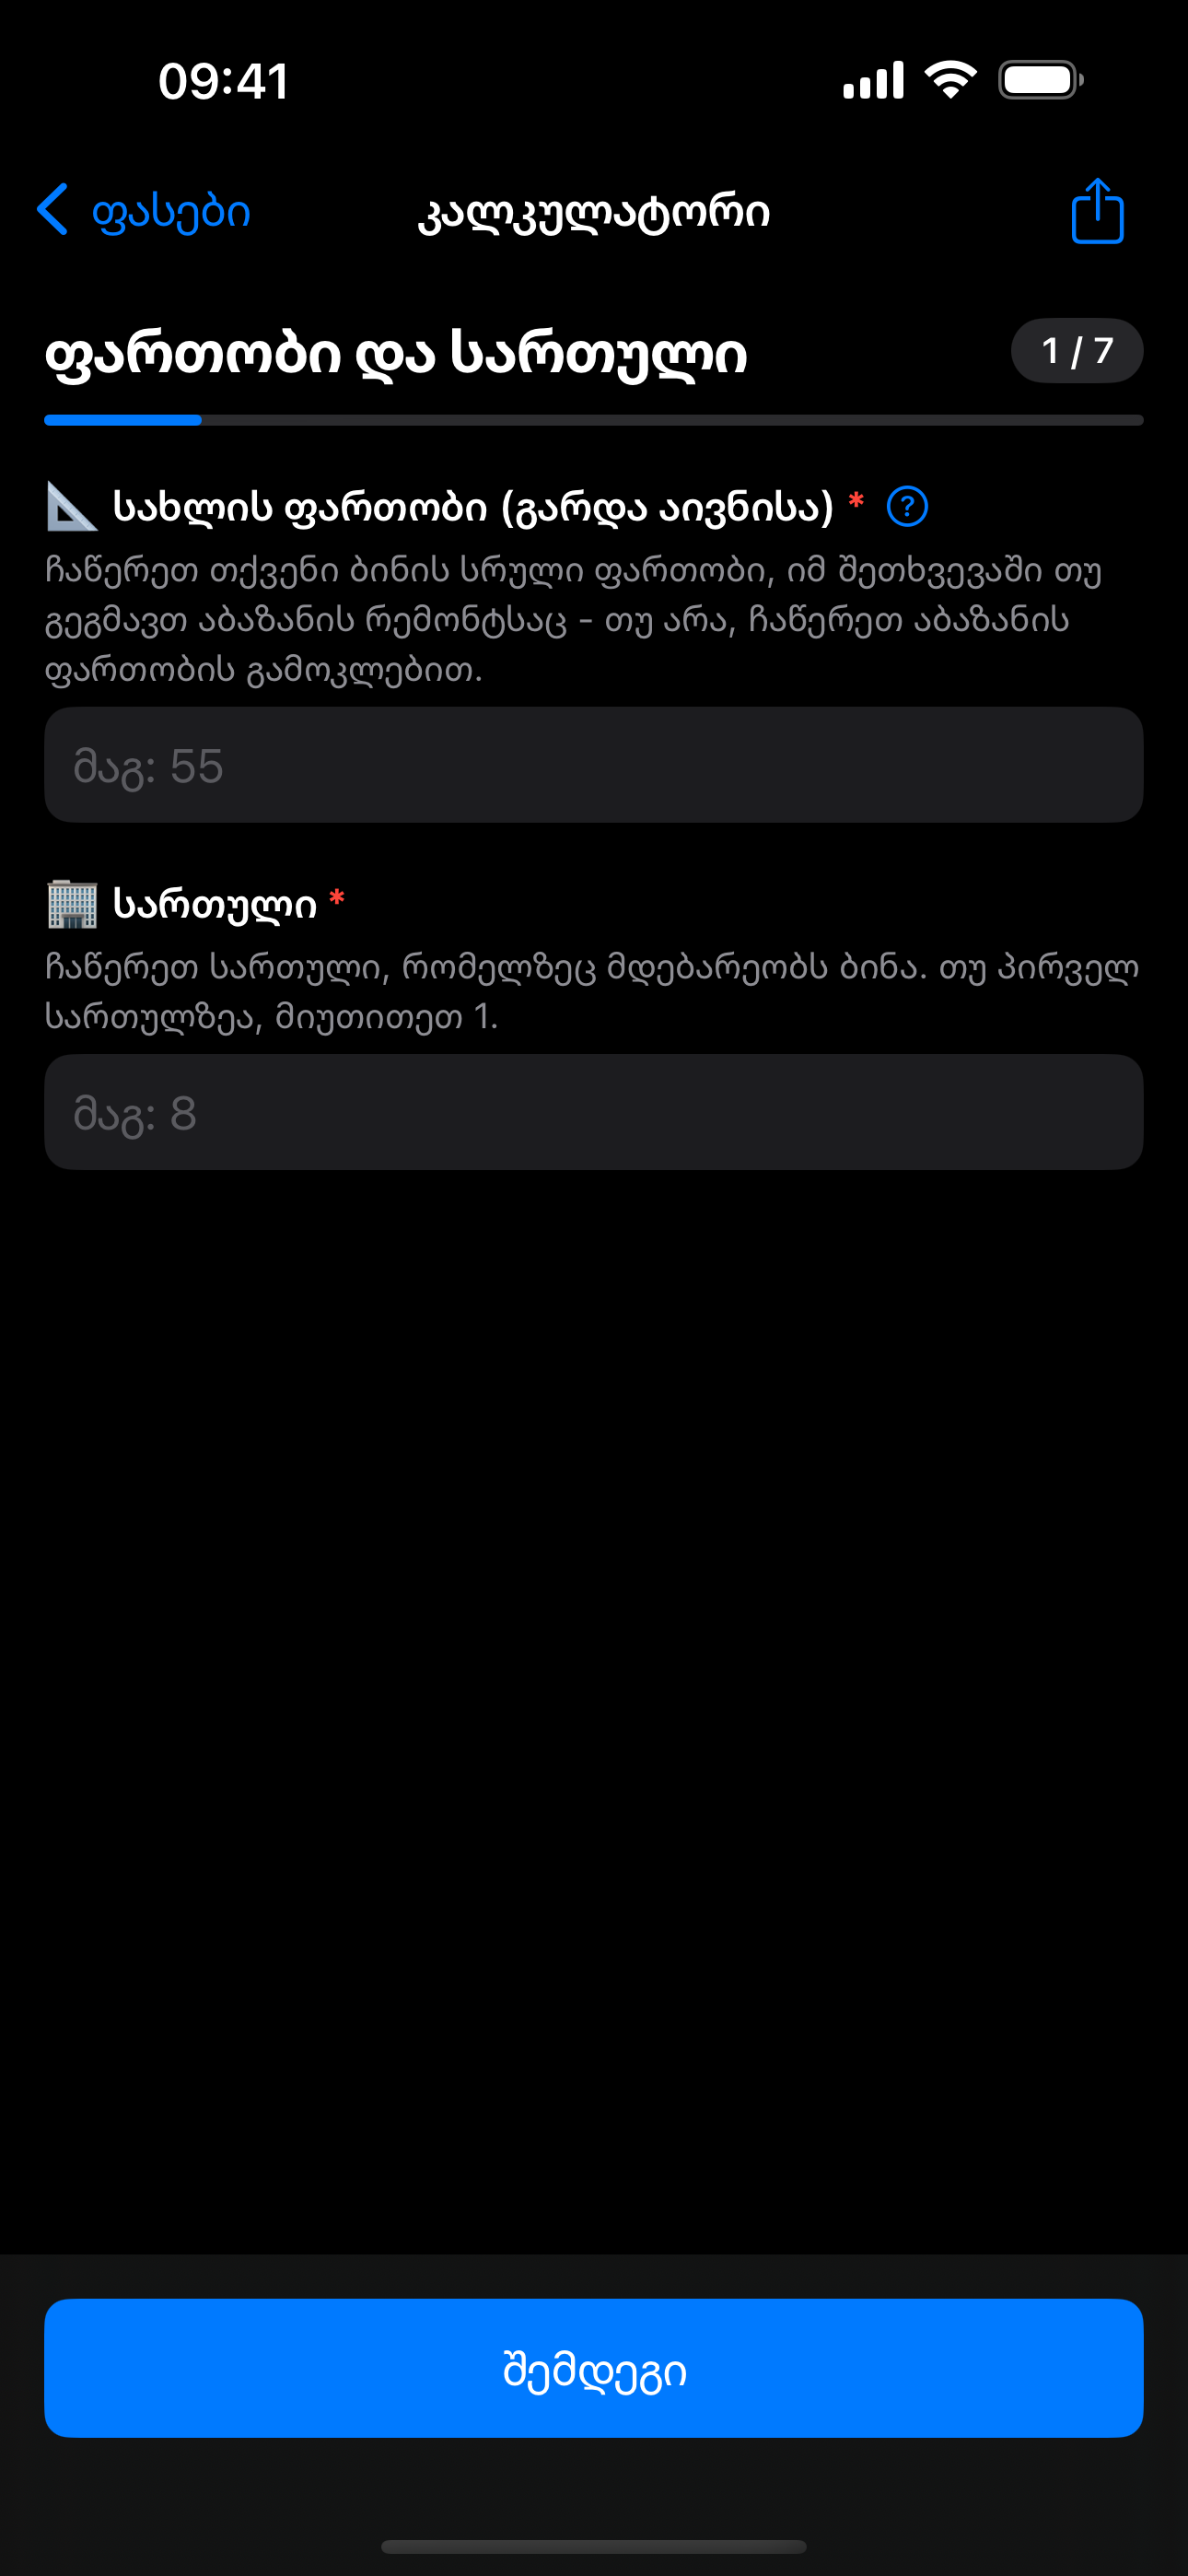 09:41
ფასები
კალკულატორი
ფართობი და სართული
1 / 7
სახლის ფართობი (გარდა აივნისა) * ?
ჩაწერეთ თქვენი ბინის სრული ფართობი, იმ შეთხვევაში თუ
გეგმავთ აბაზანის რემონტსაც - თუ არა, ჩაწერეთ აბაზანის
ფართობის გამოკლებით.
მაგ: 55
სართული *
ჩაწერეთ სართული, რომელზეც მდებარეობს ბინა. თუ პირველ
სართულზეა, მიუთითეთ 1.
მაგ: 8
შემდეგი